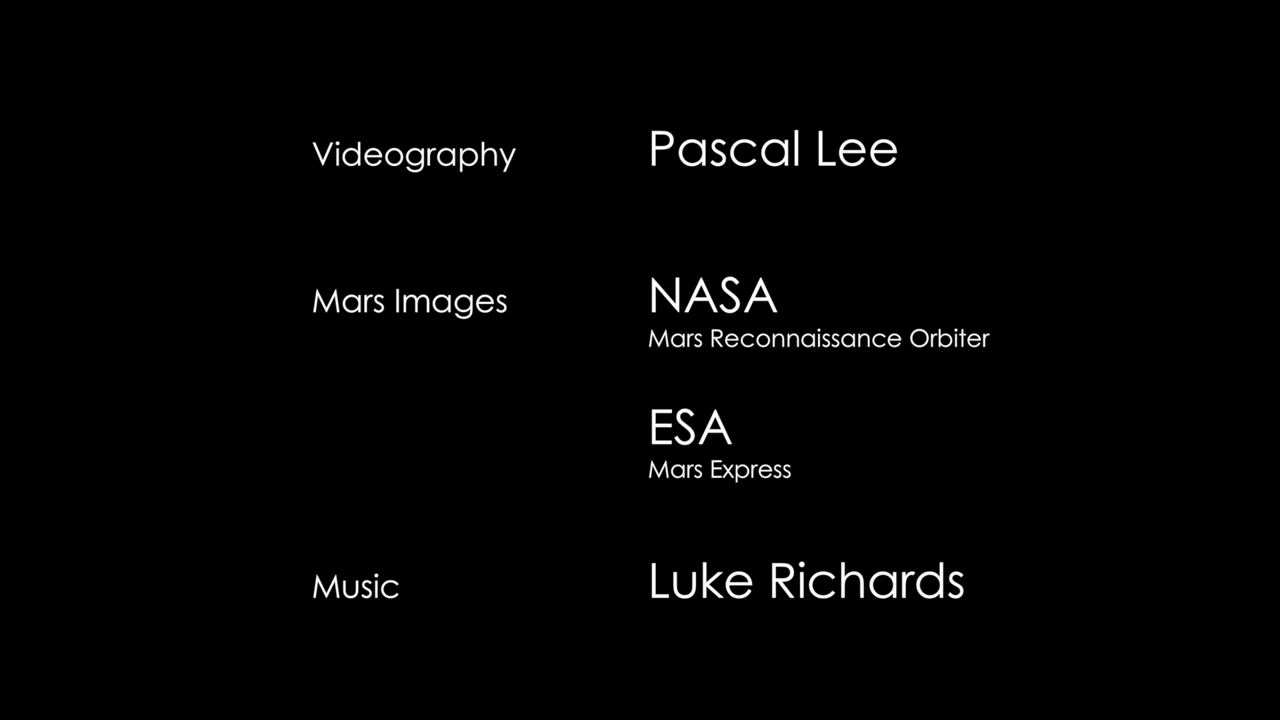 Videography Pascal Lee
Mars Images NASA
Mars Reconnaissance Orbiter
ESA
Mars Express
Music Luke Richards